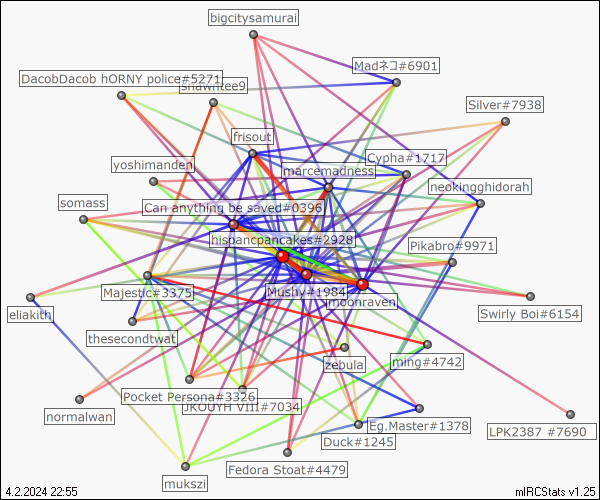 bigcitysamurai
Madネコ#6901
DacobDacob hORNY police#5271
shawntee9
Silver#7938
frisout
Cypha#1717
yoshimanden
marcemadness
neokingghidorah
somass
Can anything be saved#0396
hispancpancakes#2928
Pikabro#9971
Majestic#3375
Mushy#1984
moonraven
eliakith
Swirly Boi#6154
thesecondtwat
zebula
ming#4742
Pocket Persona#3326
JKOUYH VIII#7034
normalwan
Eg.Master#1378
LPK2387 #7690
Duck#1245
Fedora Stoat#4479
mukszi
4.2.2024 22:55
mIRCStats v1.25